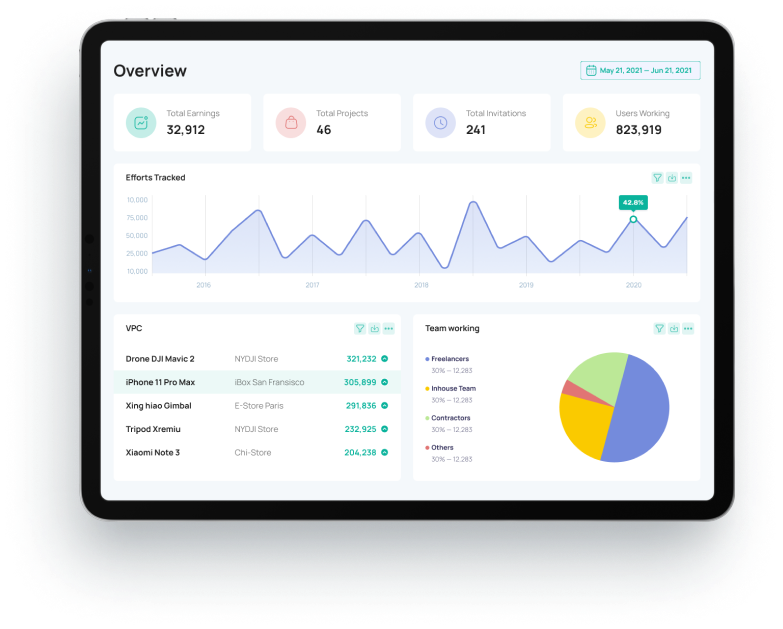 Overview
May 21, 2021 — Jun 21, 2021
Total Earnings
32,912
Total Projects
46
Total Invitations
241
Users Working
823,919
Efforts Tracked
10,000
75,000
50,000
25,000
10,000
42.8%
2016
2017
2018
2019
2020
VPC
Drone DJI Mavic 2 NYDJI Store 321,232
iPhone 11 Pro Max iBox San Fransisco 305,899
Xing hiao Gimbal E-Store Paris 291,836
Tripod Xremiu NYDJI Store 232,925
Xiaomi Note 3 Chi-Store 204,238
Team working
Freelancers
30% — 12,283
Inhouse Team
30% — 12,283
Contractors
30% — 12,283
Others
30% — 12,283